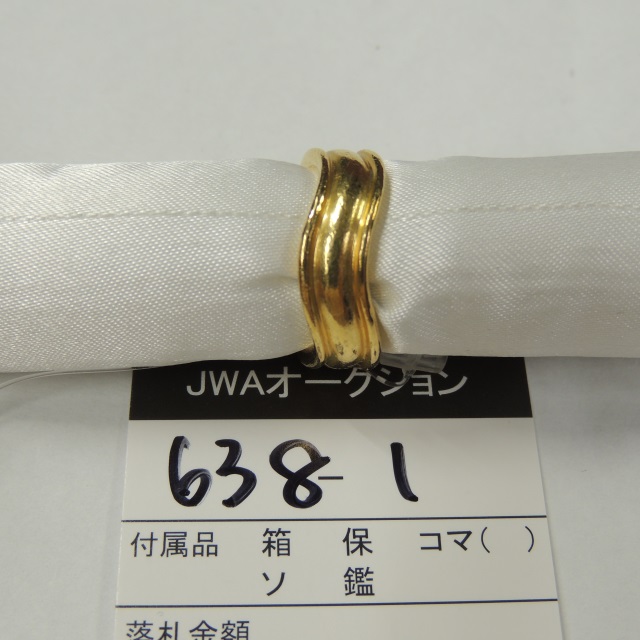 JWAオークション
638-1
付属品 箱 保 コマ( )
ソ 鑑
落札金額